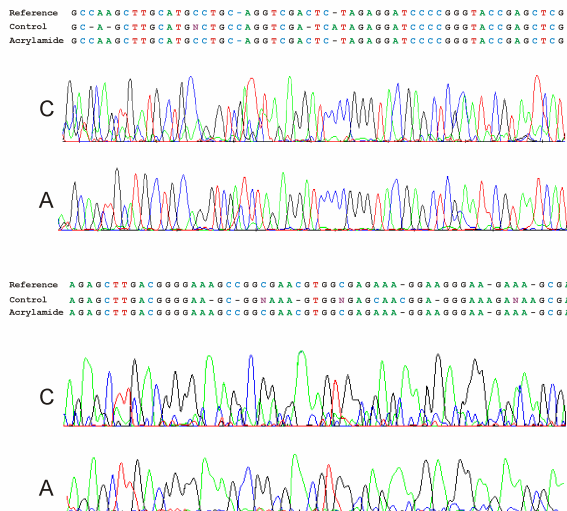 Reference GCCAAGCTTGCATGCCTGC-AGGTCGACTC-TAGAGGATCCCCGGGTACCGAGCTCG
Control GC-A-GCTTGCATGNCTGCCAGGTCGA-TCATAGAGGATCCCCGGGTACCGAGCTCG
Acrylamide GCCAAGCTTGCATGCCTGC-AGGTCGACTC-TAGAGGATCCCCGGGTACCGAGCTCG
C
A
Reference AGAGCTTGACGGGGAAAGCCGGCGAACGTGGCGAGAAA-GGAAGGGAA-GAAA-GCGA
Control AGAGCTTGACGGGGAA-GC-GGNAAA-GTGGNGAGCAACGGA-GGGAAAGANAAGCGA
Acrylamide AGAGCTTGACGGGGAAAGCCGGCGAACGTGGCGAGAAA-GGAAGGGAA-GAAA-GCGA
C
A